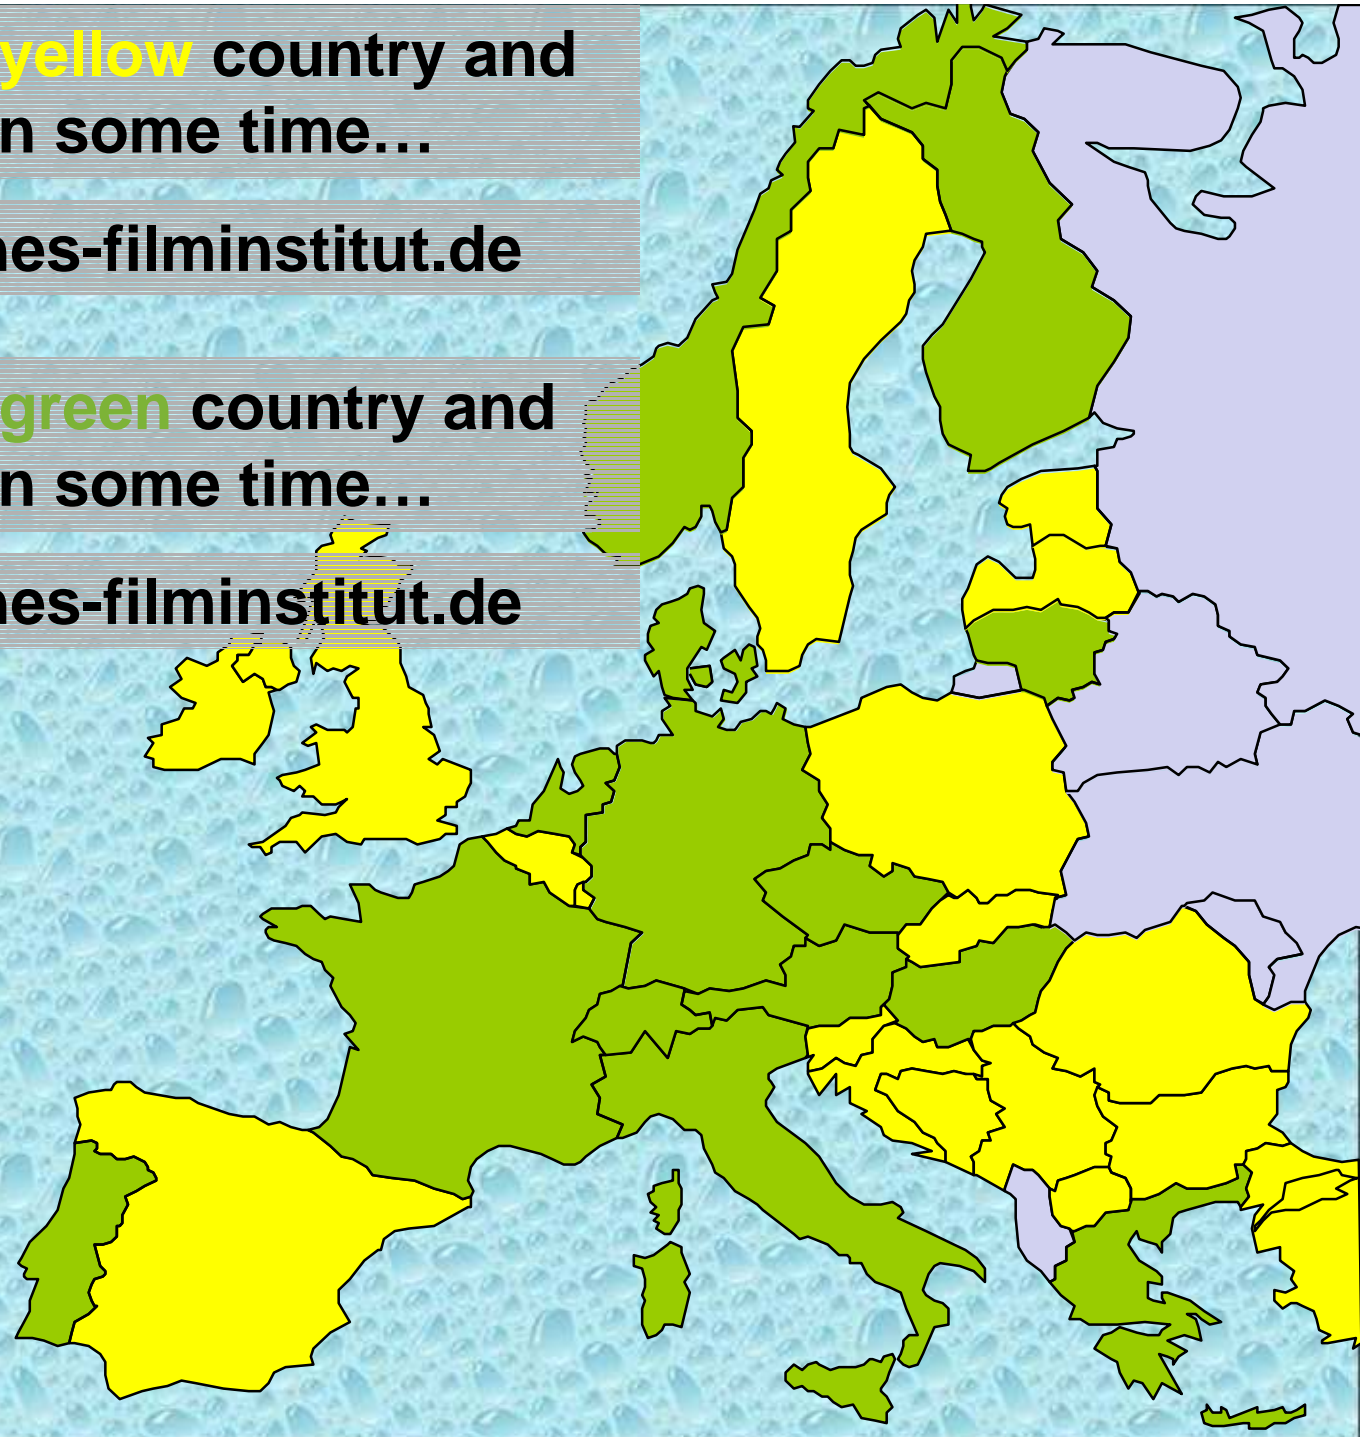 yellow country and
n some time…
nes-filminstitut.de
green country and
n some time…
nes-filminstitut.de